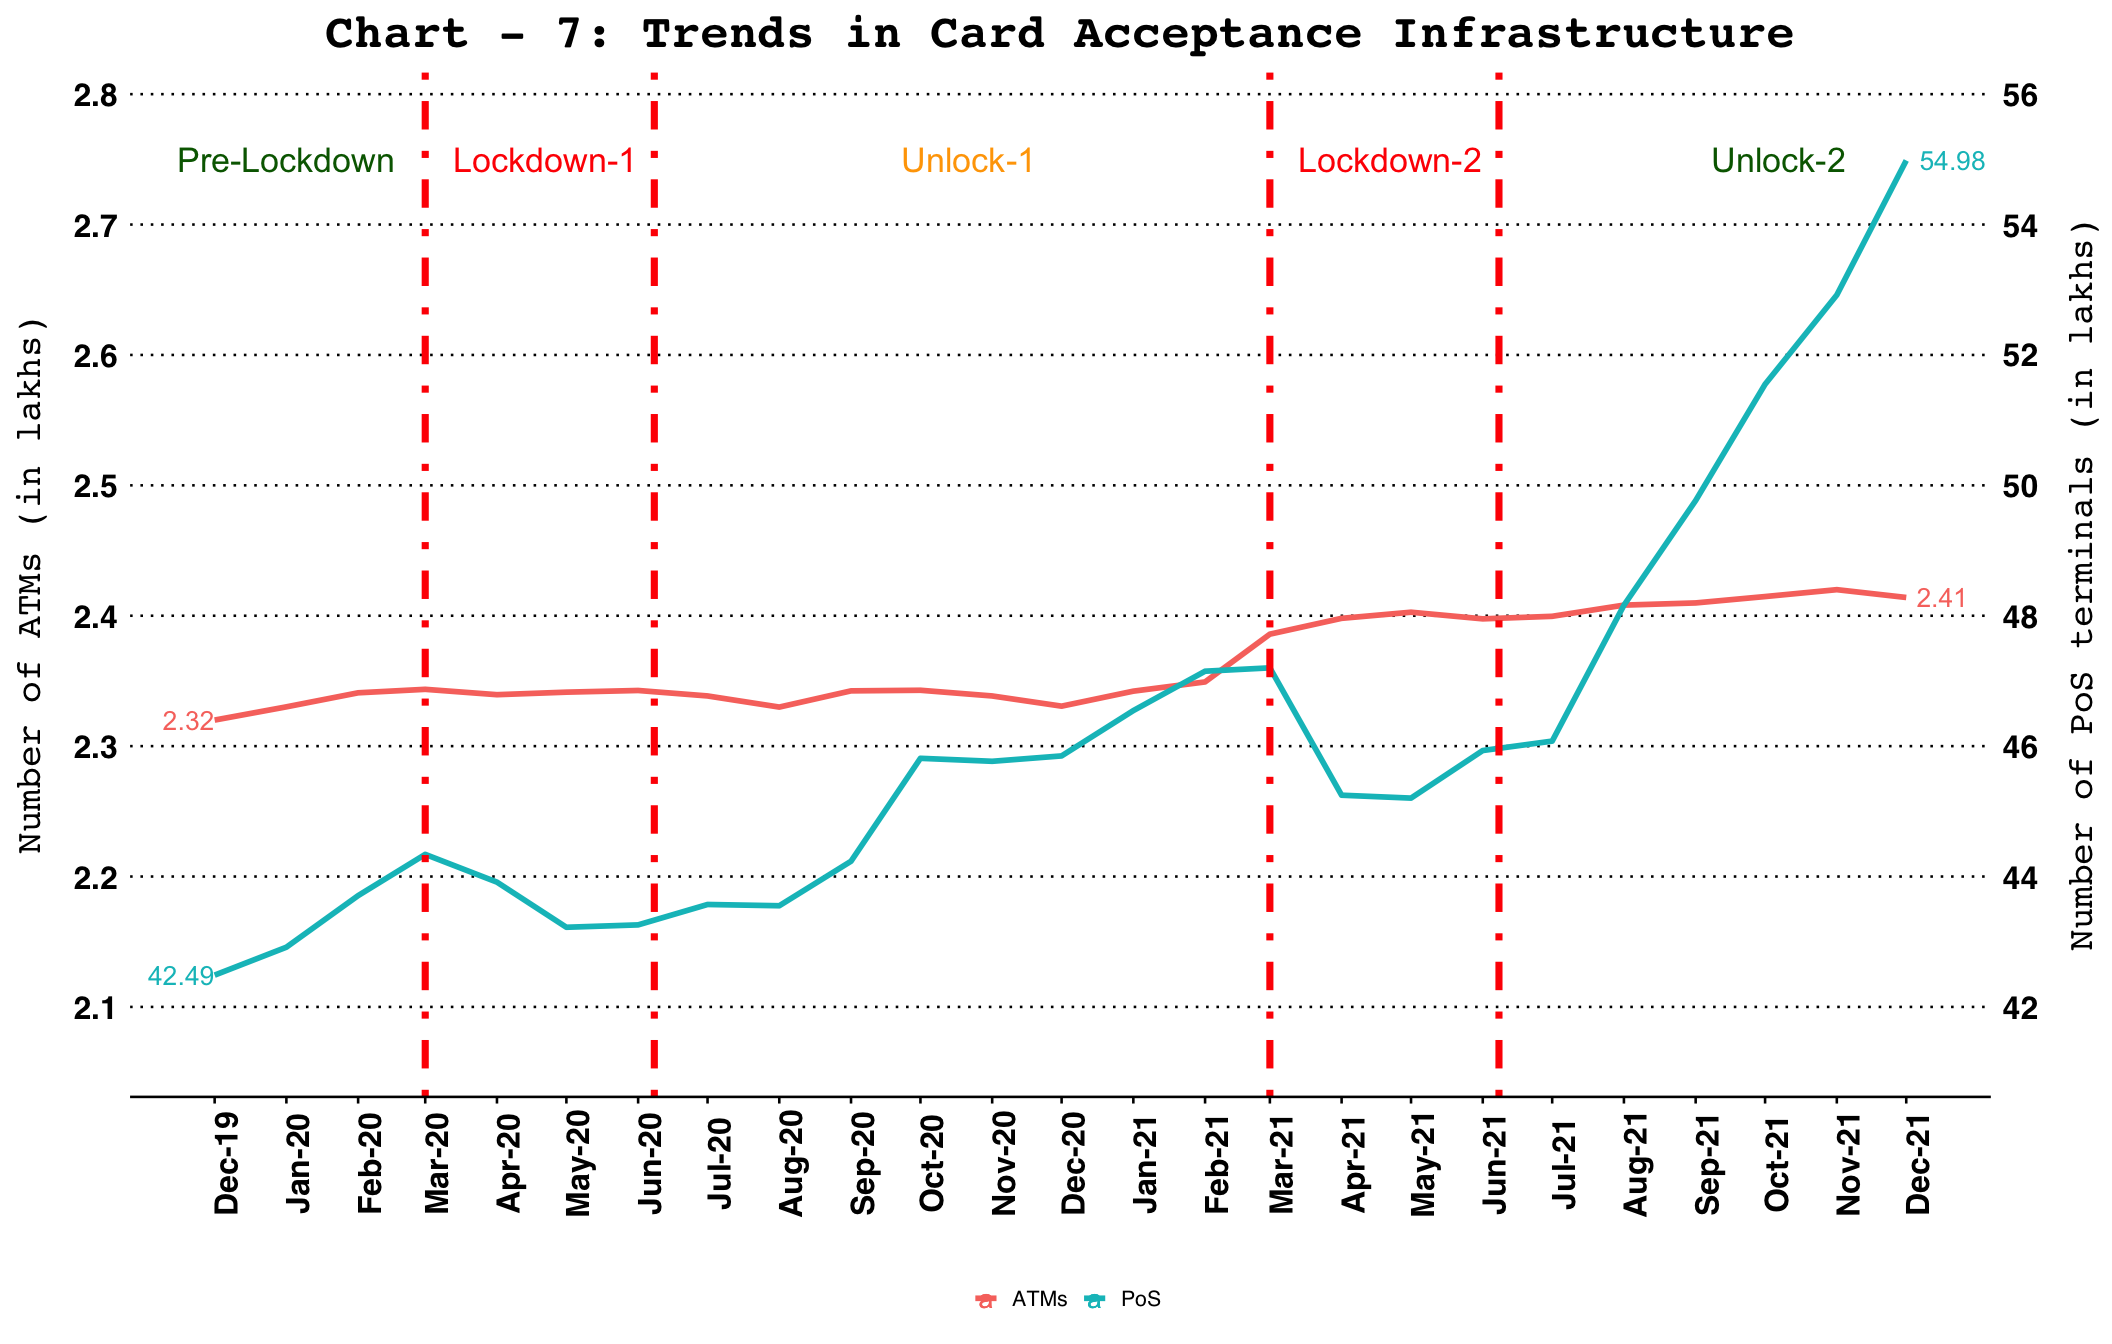 Chart - 7: Trends in Card Acceptance Infrastructure
2.8
2.7
2.6
2.5
2.4
2.3
2.2
2.1
Number of ATMs (in lakhs)
Pre-Lockdown
Lockdown-1
Unlock-1
Lockdown-2
Unlock-2
54.98
2.41
2.32
42.49
56
54
52
50
48
46
44
42
Number of PoS terminals (in lakhs)
Dec-19
Jan-20
Feb-20
Mar-20
Apr-20
May-20
Jun-20
Jul-20
Aug-20
Sep-20
Oct-20
Nov-20
Dec-20
Jan-21
Feb-21
Mar-21
Apr-21
May-21
Jun-21
Jul-21
Aug-21
Sep-21
Oct-21
Nov-21
Dec-21
a ATMs a PoS